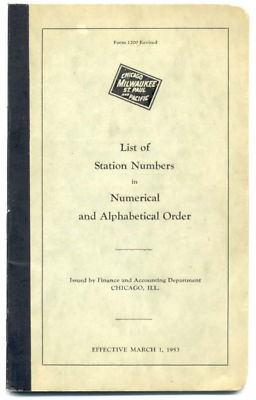 Form 1200 Revised
CHICAGO
MILWAUKEE
ST. PAUL
AND PACIFIC
List of
Station Numbers
in
Numerical
and Alphabetical Order
Issued by Finance and Accounting Department
CHICAGO, ILL.
EFFECTIVE MARCH 1, 1953